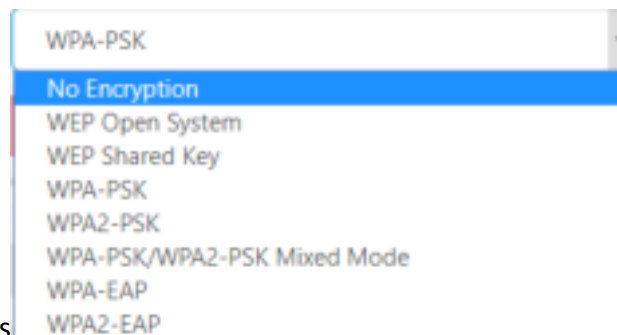 WPA-PSK
No Encryption
WEP Open System
WEP Shared Key
WPA-PSK
WPA2-PSK
WPA-PSK/WPA2-PSK Mixed Mode
WPA-EAP
WPA2-EAP
s